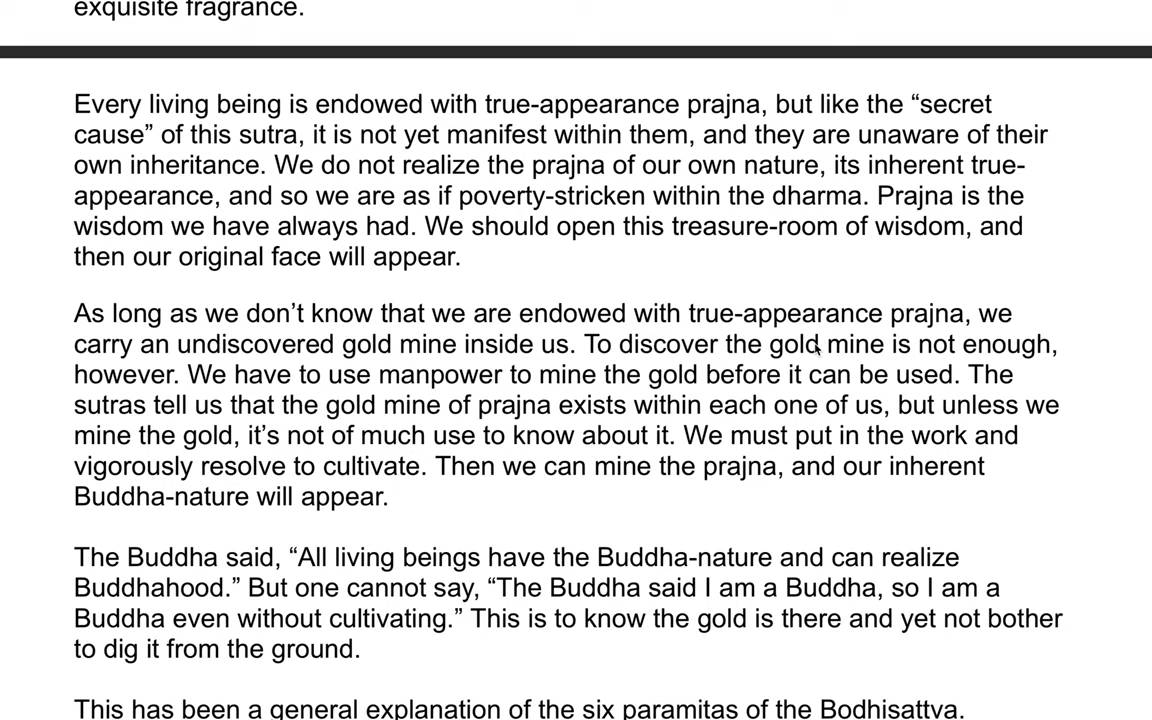 exquisite fragrance.
Every living being is endowed with true-appearance prajna, but like the “secret
cause” of this sutra, it is not yet manifest within them, and they are unaware of their
own inheritance. We do not realize the prajna of our own nature, its inherent true-
appearance, and so we are as if poverty-stricken within the dharma. Prajna is the
wisdom we have always had. We should open this treasure-room of wisdom, and
then our original face will appear.
As long as we don’t know that we are endowed with true-appearance prajna, we
carry an undiscovered gold mine inside us. To discover the gold mine is not enough,
however. We have to use manpower to mine the gold before it can be used. The
sutras tell us that the gold mine of prajna exists within each one of us, but unless we
mine the gold, it’s not of much use to know about it. We must put in the work and
vigorously resolve to cultivate. Then we can mine the prajna, and our inherent
Buddha-nature will appear.
The Buddha said, “All living beings have the Buddha-nature and can realize
Buddhahood.” But one cannot say, “The Buddha said I am a Buddha, so I am a
Buddha even without cultivating.” This is to know the gold is there and yet not bother
to dig it from the ground.
This has been a general explanation of the six paramitas of the Bodhisattva.